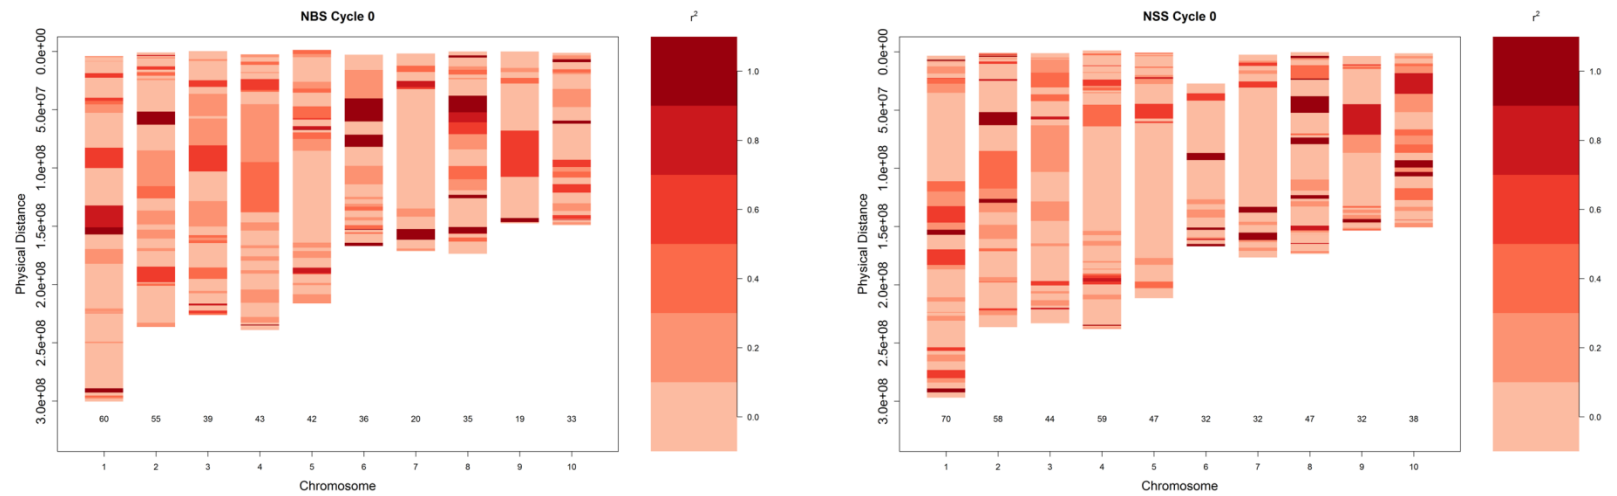 NBS Cycle 0
r2
0.0e+00
5.0e+07
1.0e+08
1.5e+08
2.0e+08
2.5e+08
3.0e+08
Physical Distance
60 55 39 43 42 36 20 35 19 33
1 2 3 4 5 6 7 8 9 10
Chromosome
1.0
0.8
0.6
0.4
0.2
0.0
NSS Cycle 0
r2
0.0e+00
5.0e+07
1.0e+08
1.5e+08
2.0e+08
2.5e+08
3.0e+08
Physical Distance
70 58 44 59 47 32 32 47 32 38
1 2 3 4 5 6 7 8 9 10
Chromosome
1.0
0.8
0.6
0.4
0.2
0.0